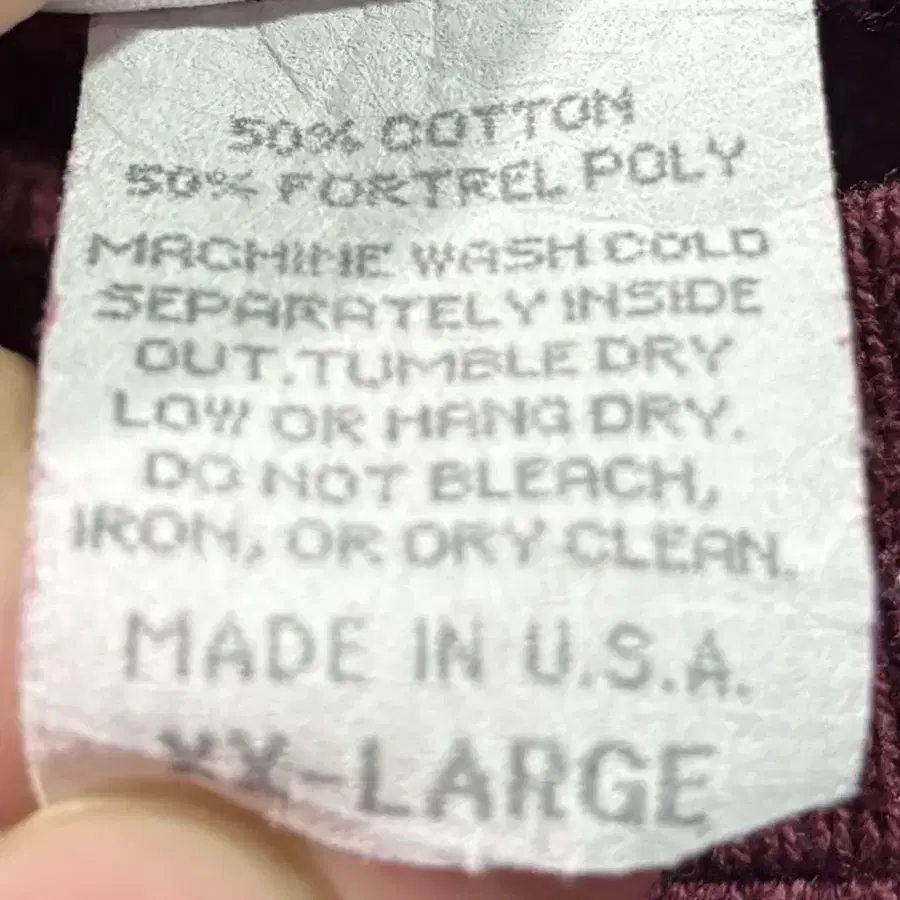 50% COTTON
50% FORTREL POLY
MACHINE WASH COLD
SEPARATELY INSIDE
OUT. TUMBLE DRY
LOW OR HANG DRY.
DO NOT BLEACH,
IRON, OR DRY CLEAN.
MADE IN U.S.A.
XX-LARGE